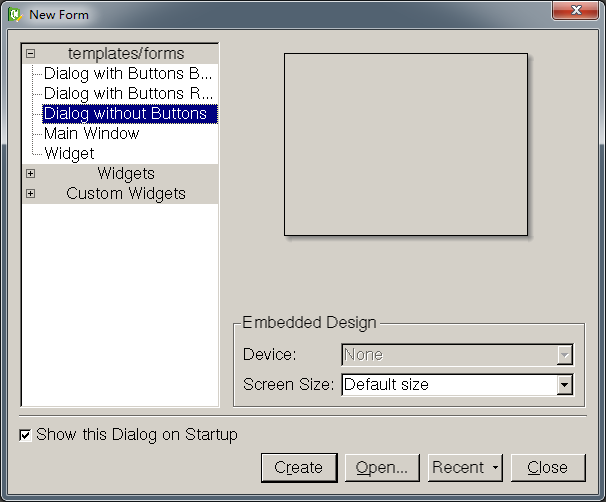 New Form
templates/forms
Dialog with Buttons B...
Dialog with Buttons R...
Dialog without Buttons
Main Window
Widget
Widgets
Custom Widgets
Embedded Design
Device: None
Screen Size: Default size
Show this Dialog on Startup
Create Open... Recent Close